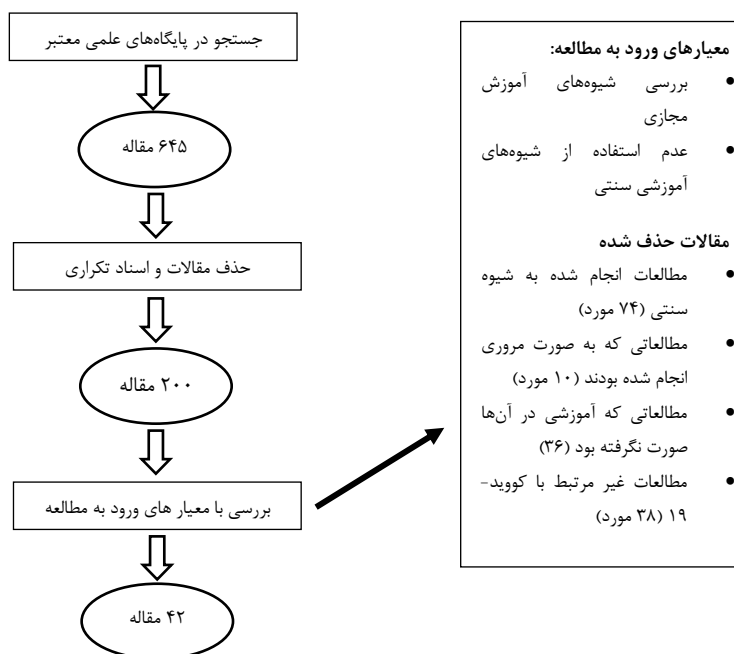 جستجو در پایگاه‌های علمی معتبر
۶۴۵ مقاله
حذف مقالات و اسناد تکراری
۲۰۰ مقاله
بررسی با معیار های ورود به مطالعه
۴۲ مقاله
معیارهای ورود به مطالعه:
• بررسی شیوه‌های آموزش
مجازی
• عدم استفاده از شیوه‌های
آموزشی سنتی
مقالات حذف شده
• مطالعات انجام شده به شیوه
سنتی (۷۴ مورد)
• مطالعاتی که به صورت مروری
انجام شده بودند (۱۰ مورد)
• مطالعاتی که آموزشی در آن‌ها
صورت نگرفته بود (۳۶)
• مطالعات غیر مرتبط با کووید-
۱۹ (۳۸ مورد)